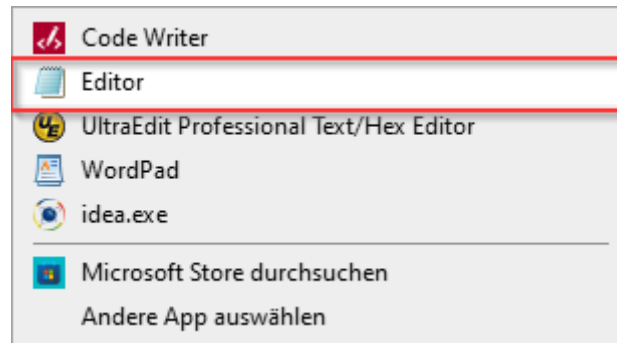 Code Writer
Editor
UltraEdit Professional Text/Hex Editor
WordPad
idea.exe
Microsoft Store durchsuchen
Andere App auswählen